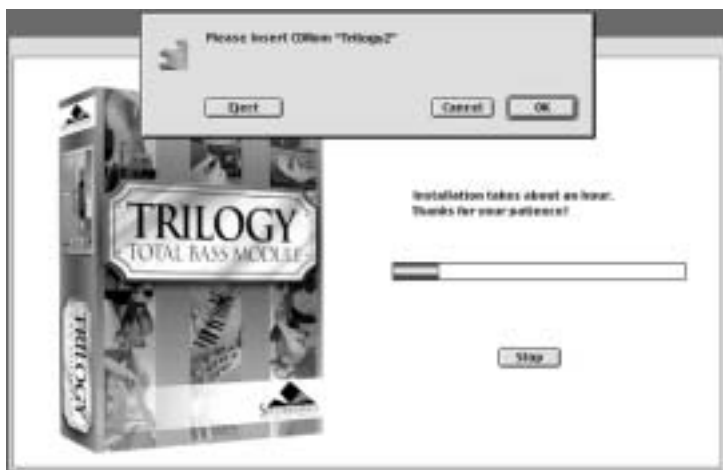 Please Insert CDRom "Trilogy2"
Eject
Cancel
OK
Installation takes about an hour.
Thanks for your patience!
TRILOGY
TOTAL BASS MODULE
TRILOGY
Stop